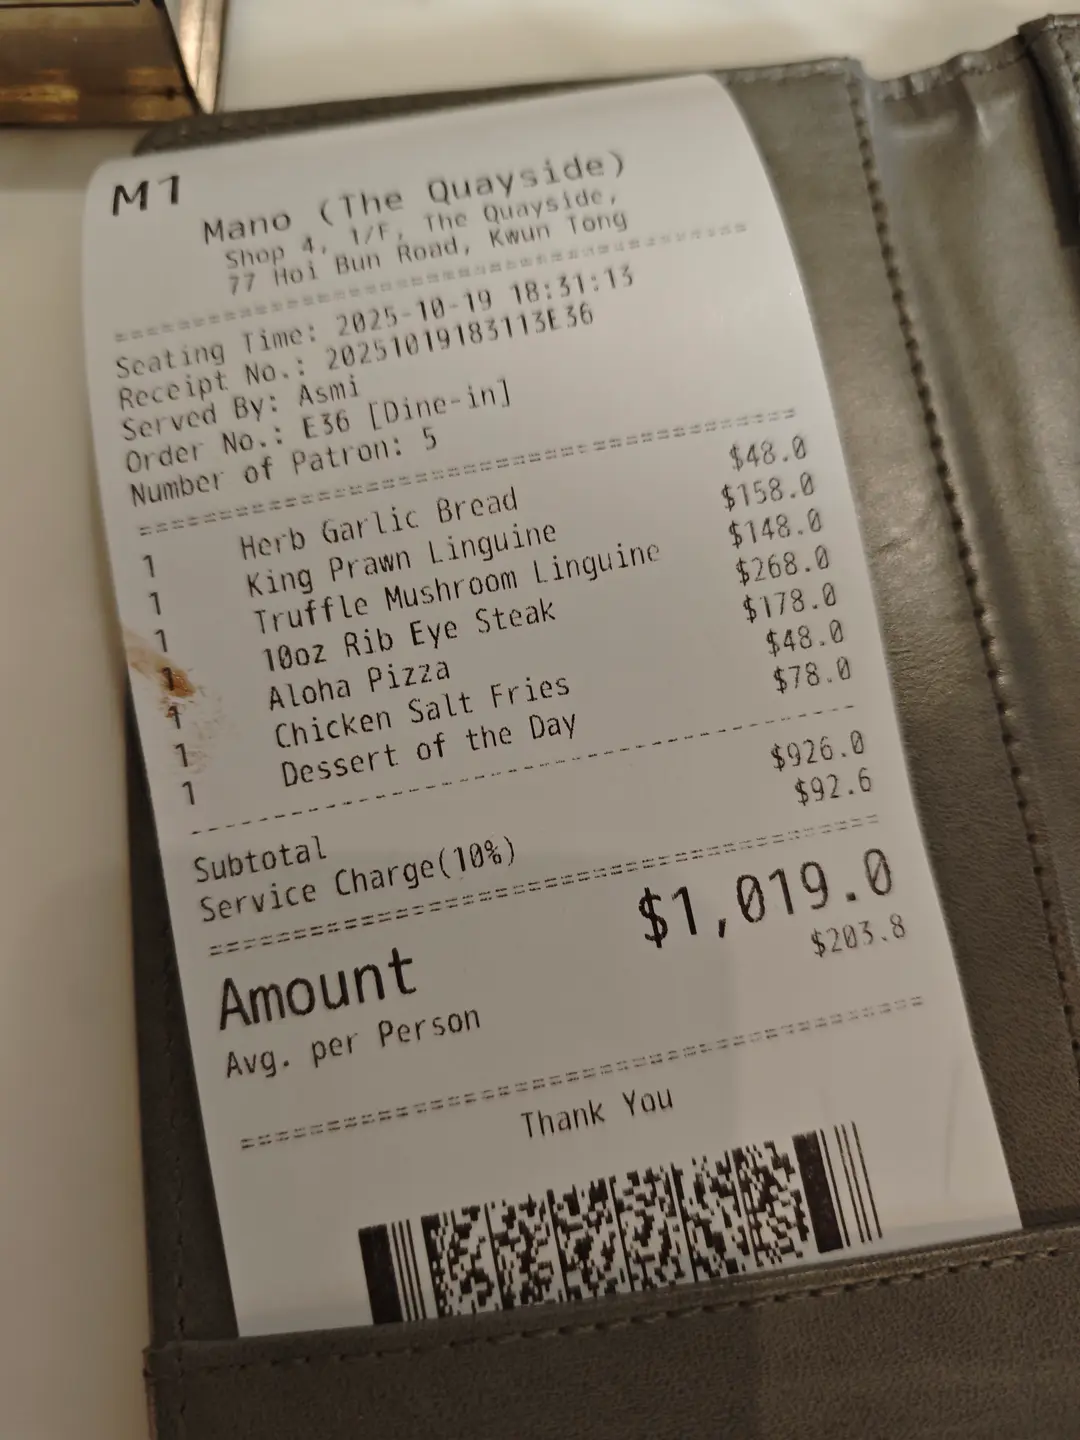 M1
Mano (The Quayside)
Shop 4, 1/F, The Quayside,
77 Hoi Bun Road, Kwun Tong
Seating Time: 2025-10-19 18:31:13
Receipt No.: 20251019183113E36
Served By: Asmi
Order No.: E36 [Dine-in]
Number of Patron: 5
1 Herb Garlic Bread $48.0
1 King Prawn Linguine $158.0
1 Truffle Mushroom Linguine $148.0
1 10oz Rib Eye Steak $268.0
1 Aloha Pizza $178.0
1 Chicken Salt Fries $48.0
1 Dessert of the Day $78.0
Subtotal $926.0
Service Charge(10%) $92.6
Amount $1,019.0
Avg. per Person $203.8
Thank You